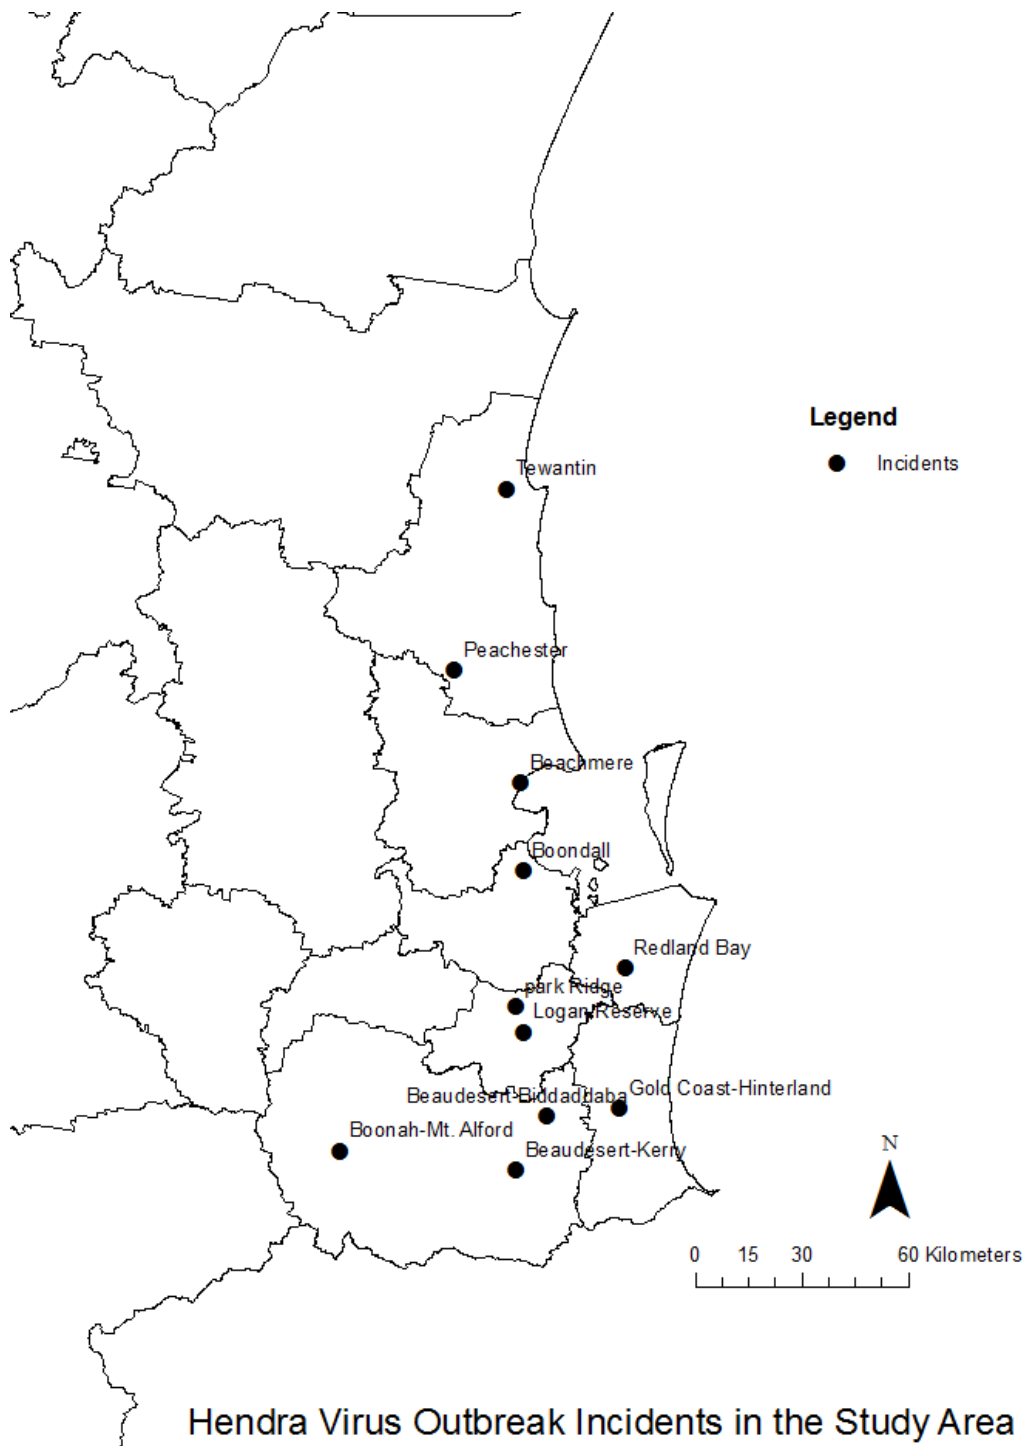 Legend
Incidents
Tewantin
Peachester
Beachmere
Boondall
Redland Bay
park Ridge
Logan Reserve
Beaudesert-Biddaddaba
Gold Coast-Hinterland
Boonah-Mt. Alford
Beaudesert-Kerry
N
0 15 30 60 Kilometers
Hendra Virus Outbreak Incidents in the Study Area